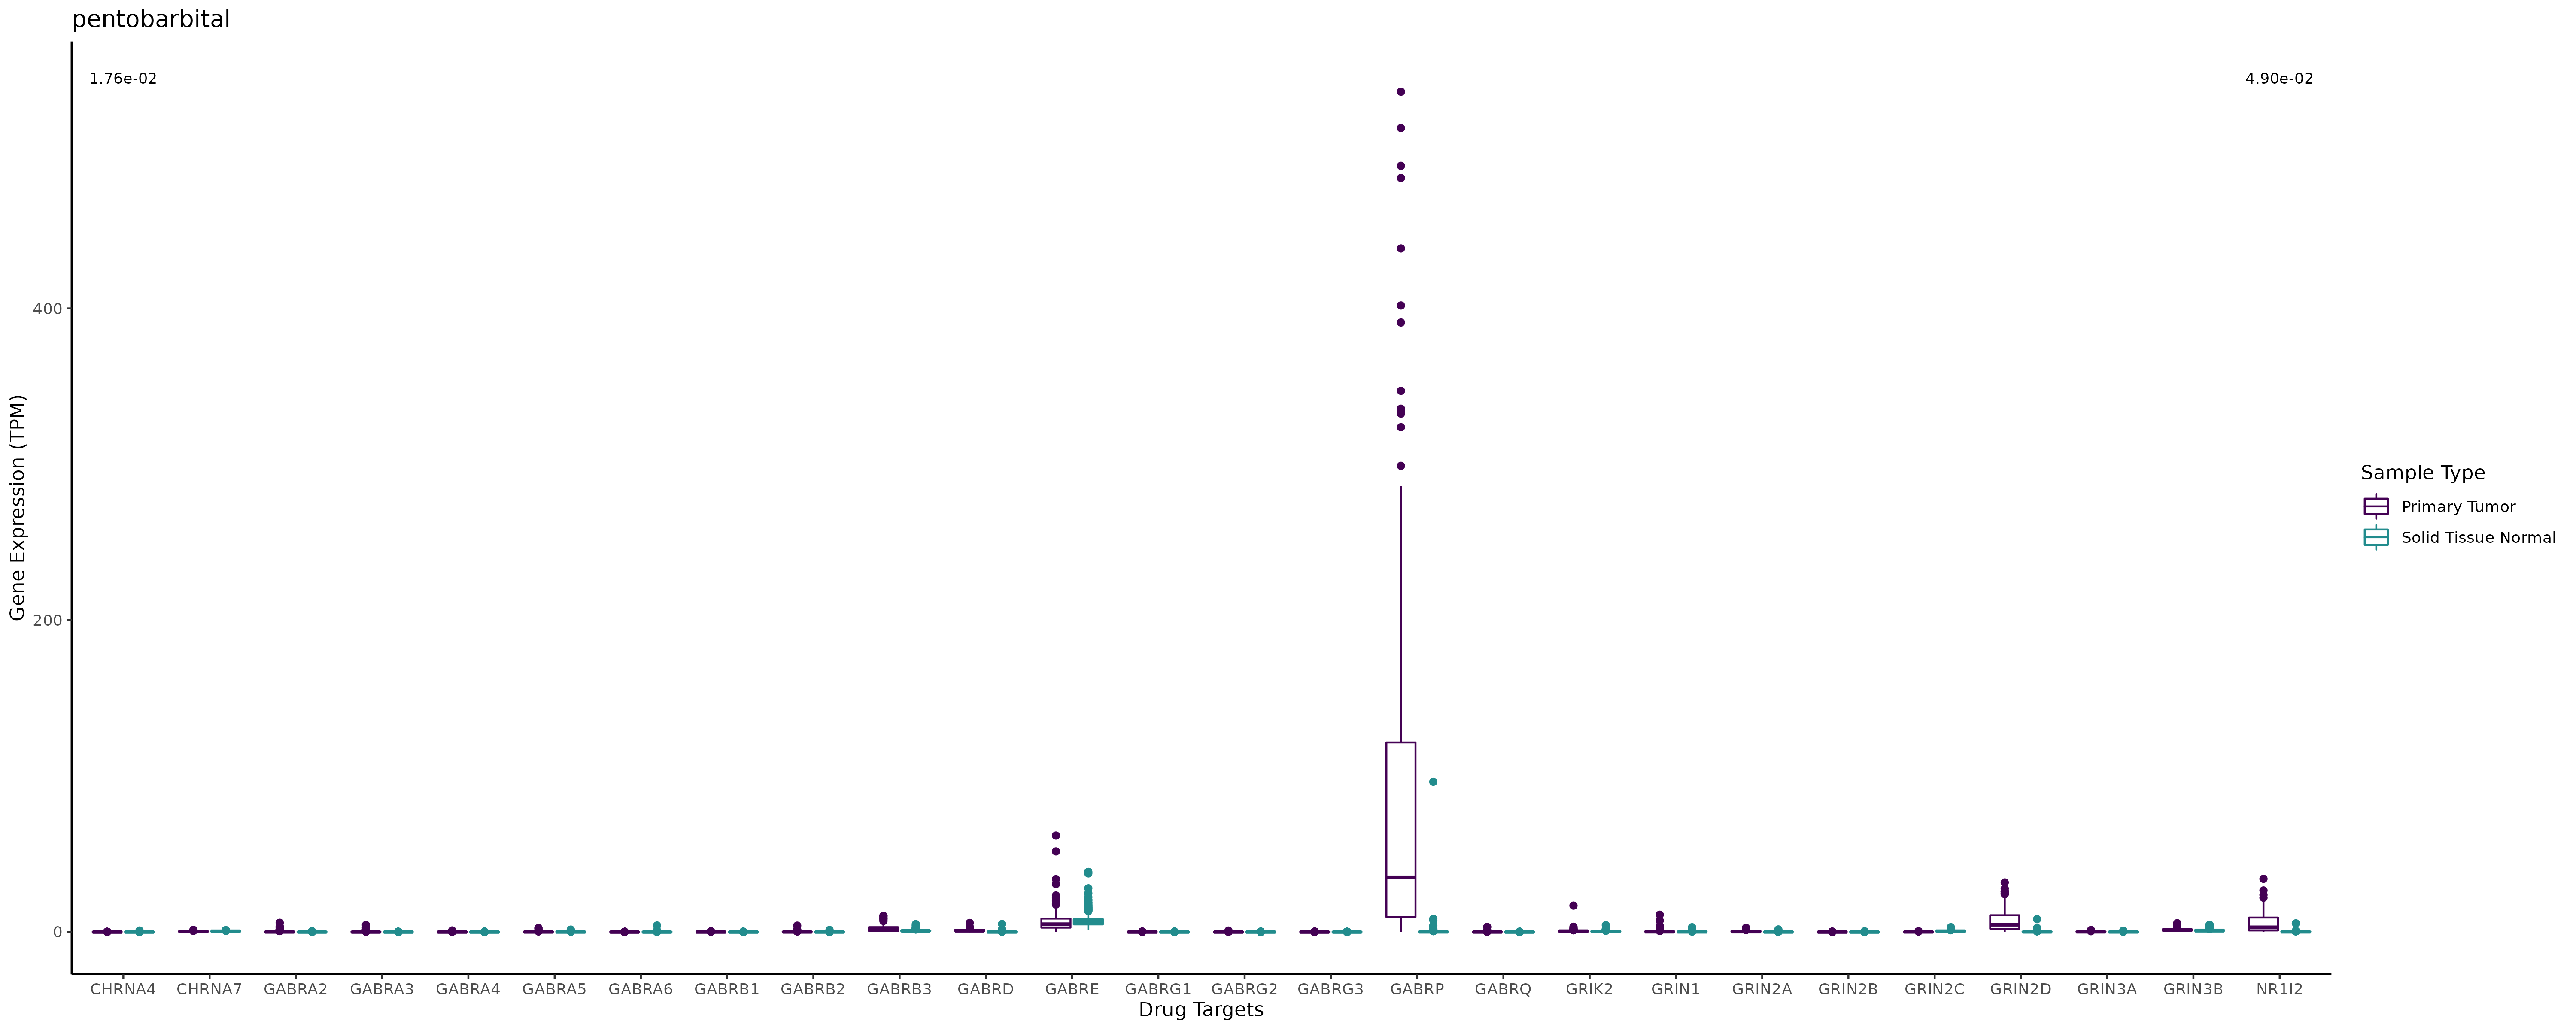 pentobarbital
1.76e-02 4.90e-02
Gene Expression (TPM)
400
200
0
CHRNA4 CHRNA7 GABRA2 GABRA3 GABRA4 GABRA5 GABRA6 GABRB1 GABRB2 GABRB3 GABRD GABRE GABRG1 GABRG2 GABRG3 GABRP GABRQ GRIK2 GRIN1 GRIN2A GRIN2B GRIN2C GRIN2D GRIN3A GRIN3B NR1I2
Drug Targets
Sample Type
Primary Tumor
Solid Tissue Normal